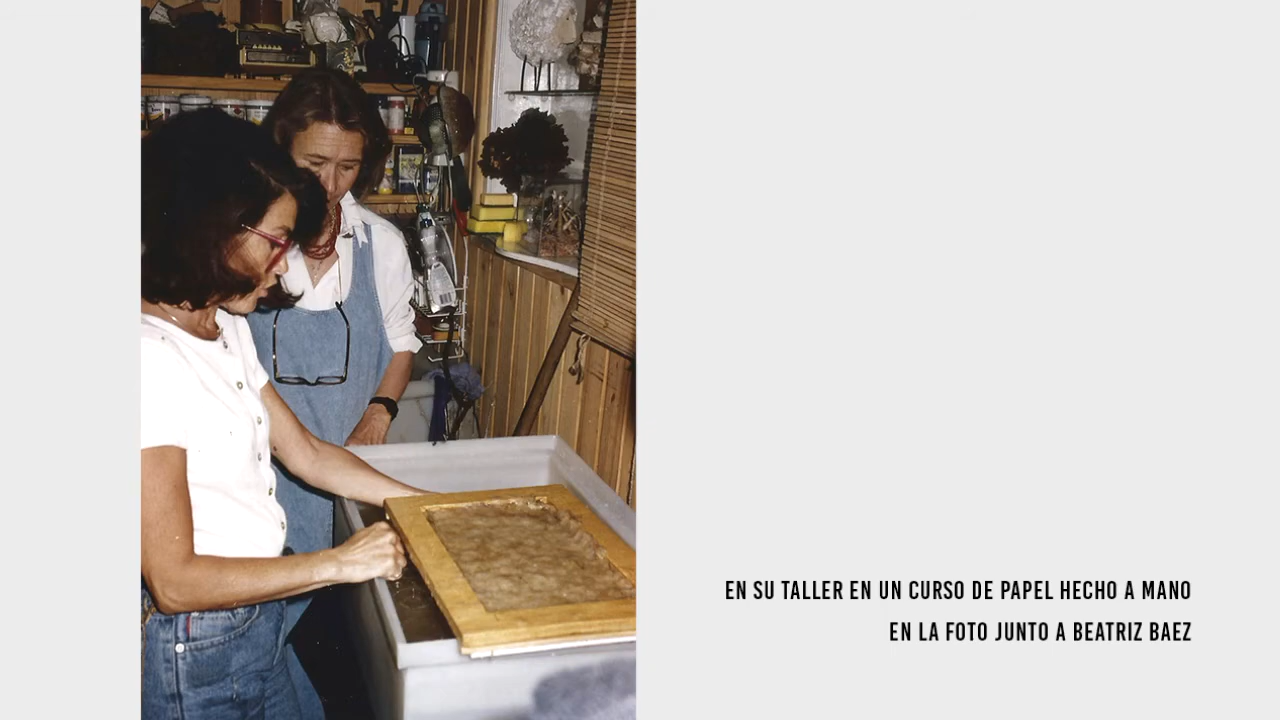 EN SU TALLER EN UN CURSO DE PAPEL HECHO A MANO
EN LA FOTO JUNTO A BEATRIZ BAEZ